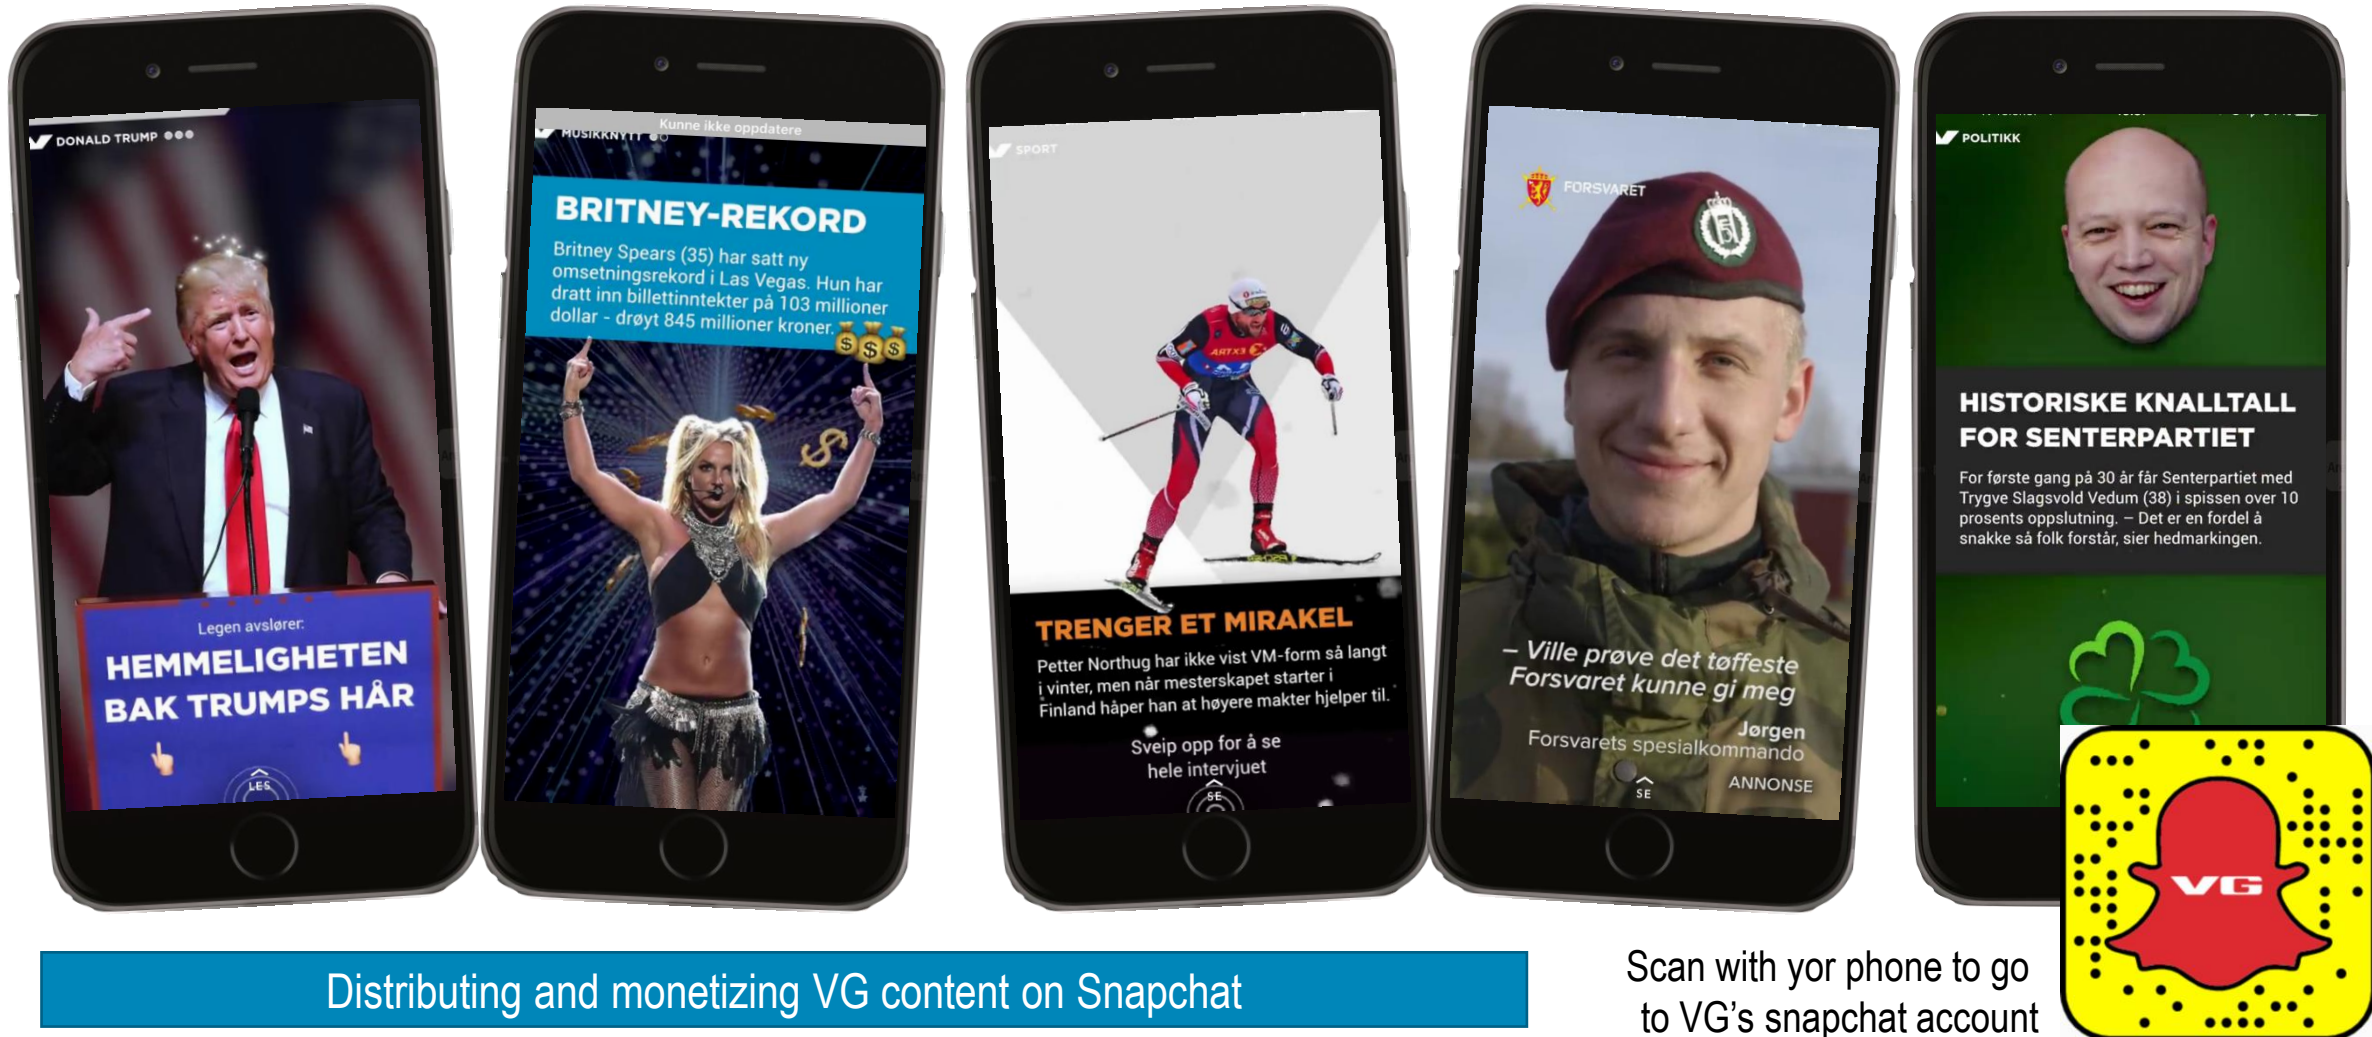 DONALD TRUMP
Legen avslører:
HEMMELIGHETEN
BAK TRUMPS HÅR
LES
Kunne ikke oppdatere
MUSIKKNYTT
BRITNEY-REKORD
Britney Spears (35) har satt ny
omsetningsrekord i Las Vegas. Hun har
dratt inn billettinntekter på 103 millioner
dollar - drøyt 845 millioner kroner.
SPORT
ARTX3
TRENGER ET MIRAKEL
Petter Northug har ikke vist VM-form så langt
i vinter, men når mesterskapet starter i
Finland håper han at høyere makter hjelper til.
Sveip opp for å se
hele intervjuet
SE
FORSVARET
– Ville prøve det tøffeste
Forsvaret kunne gi meg
Jørgen
Forsvarets spesialkommando
SE
ANNONSE
POLITIKK
HISTORISKE KNALLTALL
FOR SENTERPARTIET
For første gang på 30 år får Senterpartiet med
Trygve Slagsvold Vedum (38) i spissen over 10
prosents oppslutning. – Det er en fordel å
snakke så folk forstår, sier hedmarkingen.
VG
Distributing and monetizing VG content on Snapchat
Scan with yor phone to go
to VG's snapchat account